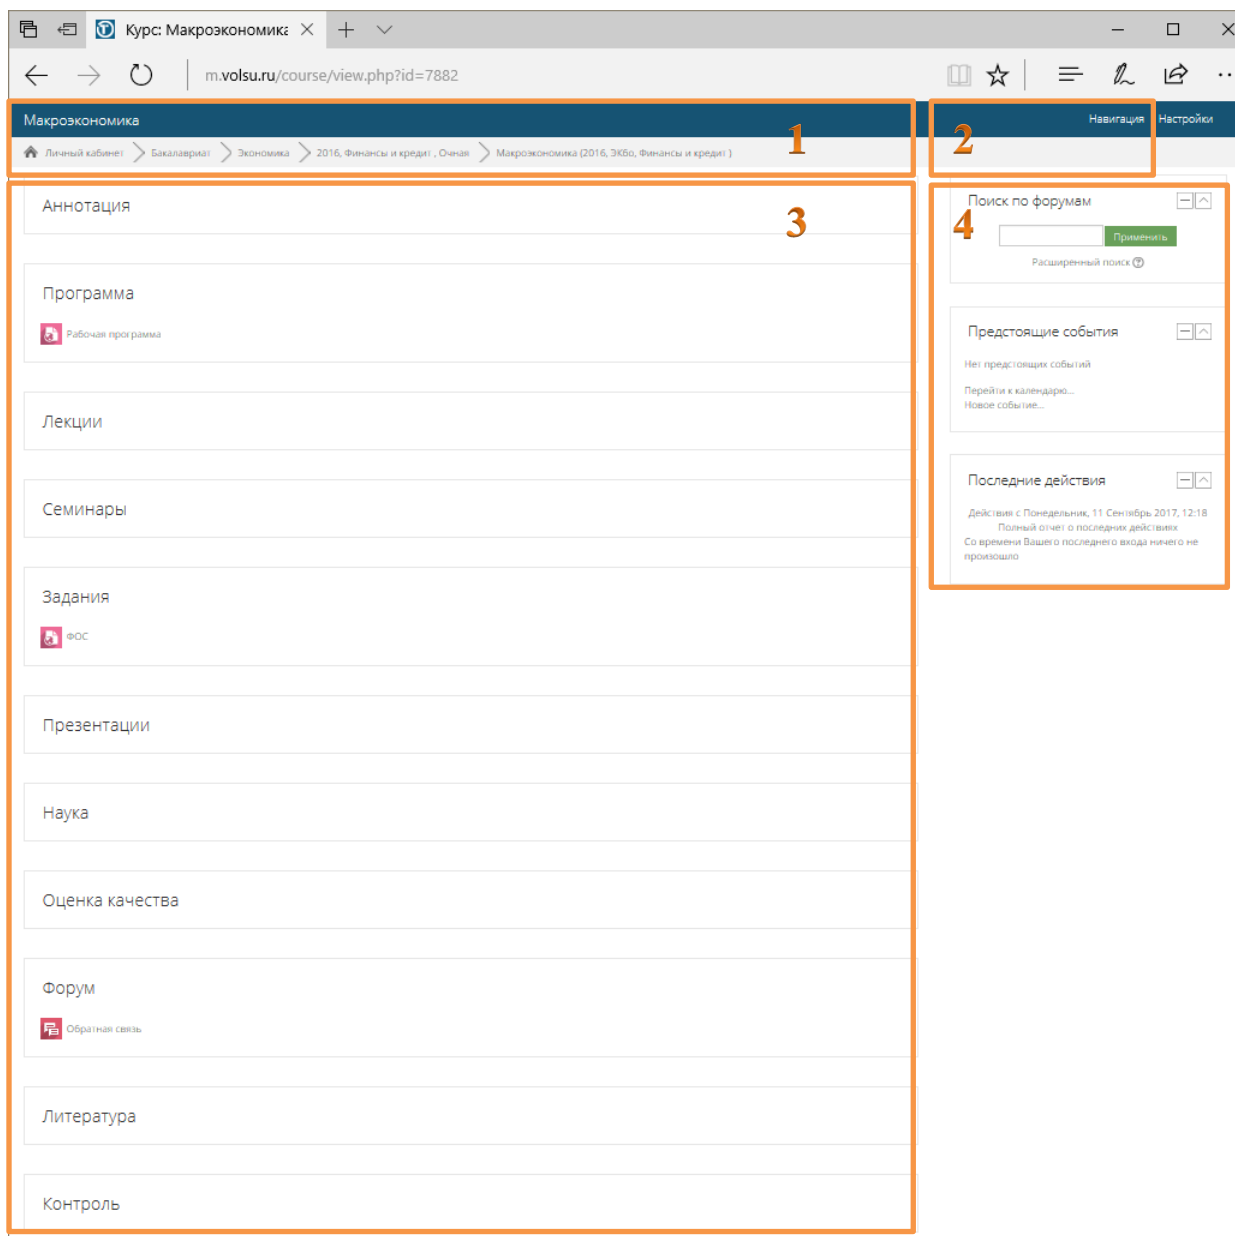 Курс: Макроэкономика
m.volsu.ru/course/view.php?id=7882
Макроэкономика
Навигация Настройки
1
2
Личный кабинет Бакалавриат Экономика 2016, Финансы и кредит , Очная Макроэкономика (2016, ЭКбо, Финансы и кредит )
3
Аннотация
Программа
Рабочая программа
Лекции
Семинары
Задания
ФОС
Презентации
Наука
Оценка качества
Форум
Обратная связь
Литература
Контроль
4
Поиск по форумам
Применить
Расширенный поиск
Предстоящие события
Нет предстоящих событий
Перейти к календарю...
Новое событие...
Последние действия
Действия с Понедельник, 11 Сентябрь 2017, 12:18
Полный отчет о последних действиях
Со времени Вашего последнего входа ничего не
произошло